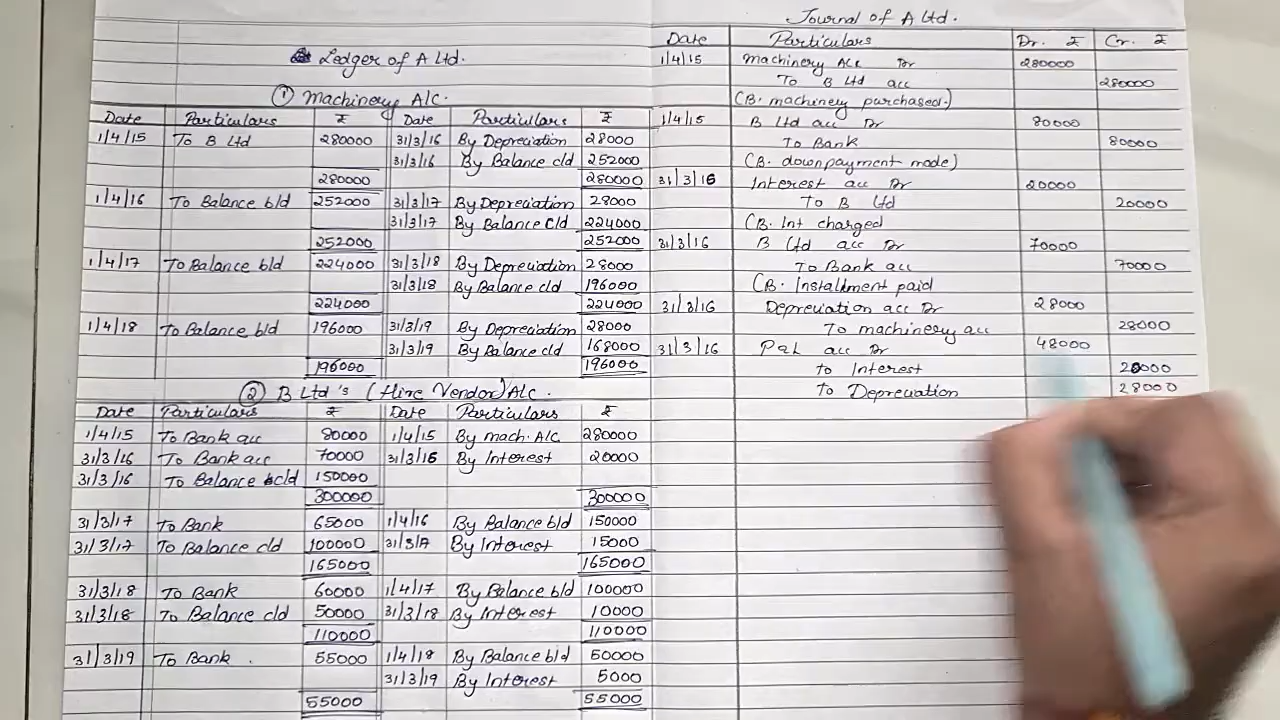 Ledger of A Ltd.
① Machinery A/c.
Date Particulars ₹ Date Particullars ₹
1/4/15 To B Ltd 280000 31/3/16 By Depreciation 28000
31/3/16 By Balance c/d 252000
280000 280000
1/4/16 To Balance b/d 252000 31/3/17 By Depreciation 28000
31/3/17 By Balance C/d 224000
252000 252000
1/4/17 To Balance b/d 224000 31/3/18 By Depreciation 28000
31/3/18 By Balance c/d 196000
224000 224000
1/4/18 To Balance b/d 196000 31/3/19 By Depreciation 28000
31/3/19 By Balance c/d 168000
196000 196000
② B Ltd's (Hire Vendor) A/c.
Date Particulars ₹ Date Particulars ₹
1/4/15 To Bank acc 80000 1/4/15 By mach. A/C 280000
31/3/16 To Bank acc 70000 31/3/16 By Interest 20000
31/3/16 To Balance c/d 150000
300000 300000
31/3/17 To Bank 65000 1/4/16 By Balance b/d 150000
31/3/17 To Balance c/d 100000 31/3/17 By Interest 15000
165000 165000
31/3/18 To Bank 60000 1/4/17 By Balance b/d 100000
31/3/18 To Balance c/d 50000 31/3/18 By Interest 10000
110000 110000
31/3/19 To Bank . 55000 1/4/18 By Balance b/d 50000
31/3/19 By Interest 5000
55000 55000
Journal of A Ltd.
Date Particulars Dr. ₹ Cr. ₹
1/4/15 Machinery Acc Dr 280000
To B Ltd acc 280000
(B. machinery purchased.)
1/4/15 B Ltd acc Dr 80000
To Bank 80000
(B. downpayment made)
31/3/16 Interest acc Dr 20000
To B Ltd 20000
(B. Int charged
31/3/16 B Ltd acc Dr 70000
To Bank acc 70000
(B. Installment paid
31/3/16 Depreciation acc Dr 28000
To machinery acc 28000
31/3/16 P&L acc Dr 48000
to Interest 20000
to Depreciation 28000